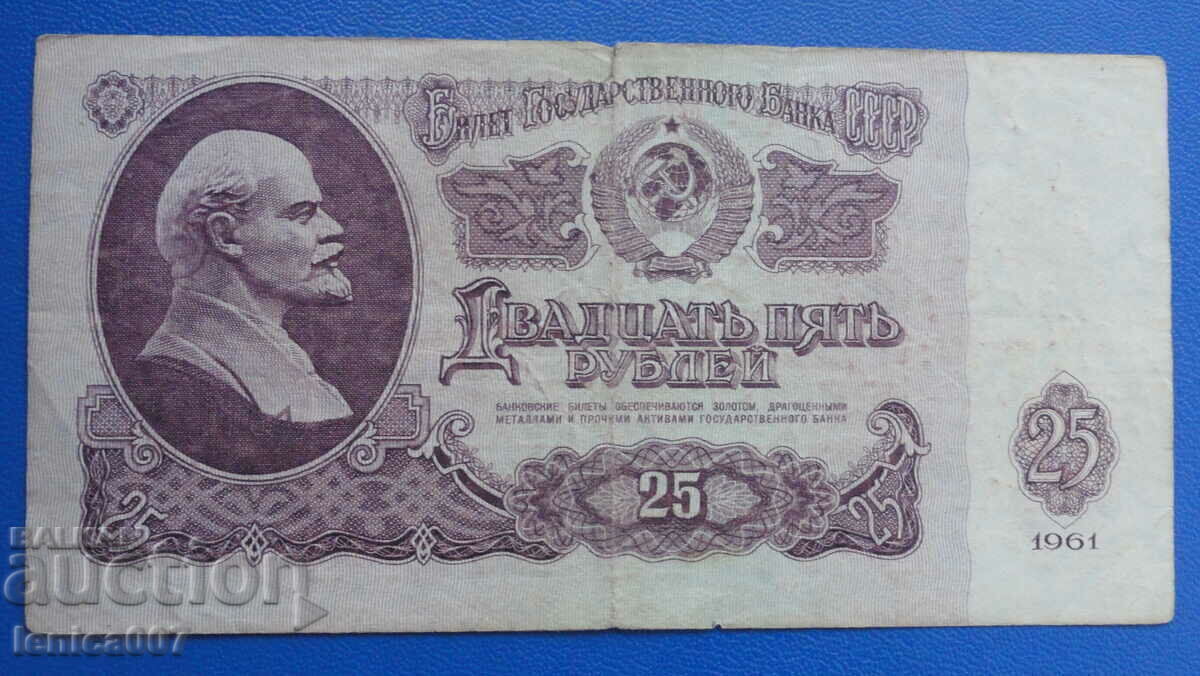 Билет Государственного Банка СССР
Двадцать пять
рублей
БАНКОВСКИЕ БИЛЕТЫ ОБЕСПЕЧИВАЮТСЯ ЗОЛОТОМ, ДРАГОЦЕННЫМИ
МЕТАЛЛАМИ И ПРОЧИМИ АКТИВАМИ ГОСУДАРСТВЕННОГО БАНКА
25
25
25
25
1961
auction
lenica007